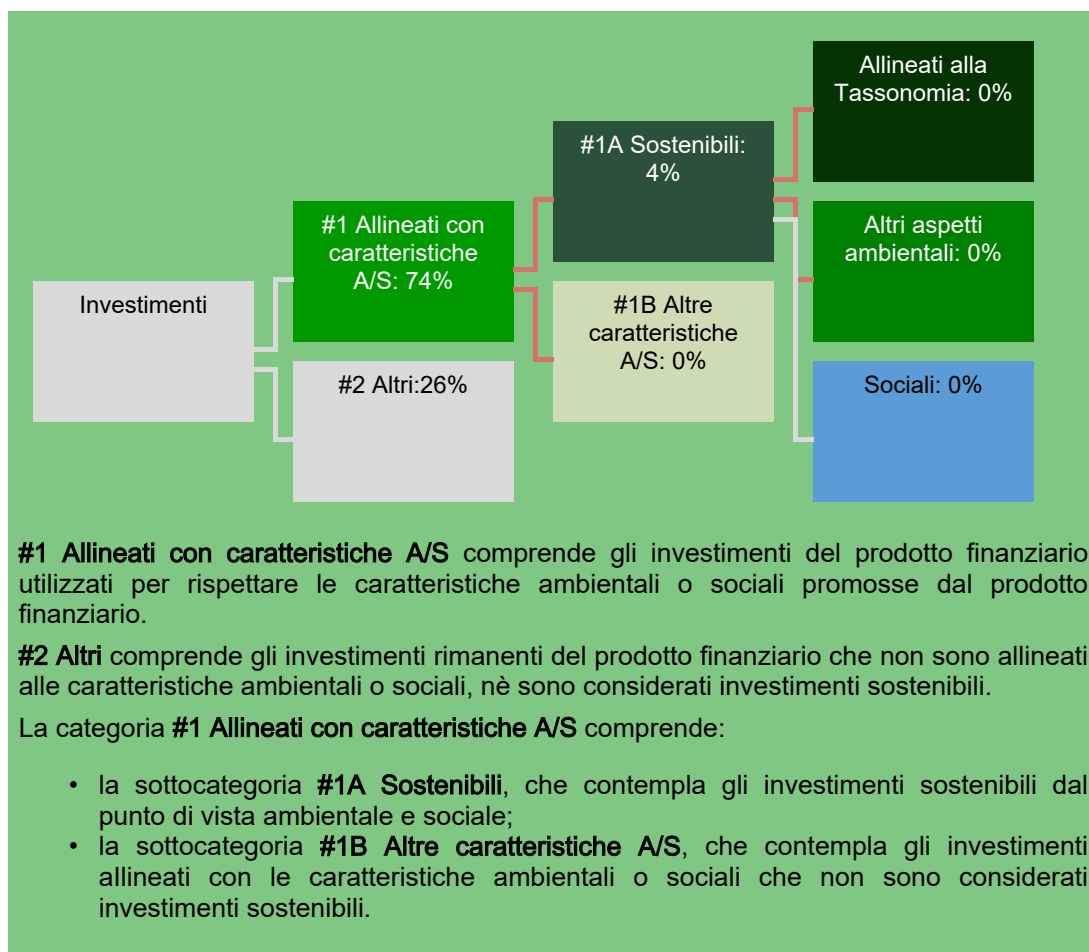 Allineati alla
Tassonomia: 0%
#1A Sostenibili:
4%
#1 Allineati con
caratteristiche
A/S: 74%
Altri aspetti
ambientali: 0%
Investimenti
#1B Altre
caratteristiche
A/S: 0%
#2 Altri:26%
Sociali: 0%
#1 Allineati con caratteristiche A/S comprende gli investimenti del prodotto finanziario
utilizzati per rispettare le caratteristiche ambientali o sociali promosse dal prodotto
finanziario.
#2 Altri comprende gli investimenti rimanenti del prodotto finanziario che non sono allineati
alle caratteristiche ambientali o sociali, nè sono considerati investimenti sostenibili.
La categoria #1 Allineati con caratteristiche A/S comprende:
• la sottocategoria #1A Sostenibili, che contempla gli investimenti sostenibili dal
punto di vista ambientale e sociale;
• la sottocategoria #1B Altre caratteristiche A/S, che contempla gli investimenti
allineati con le caratteristiche ambientali o sociali che non sono considerati
investimenti sostenibili.